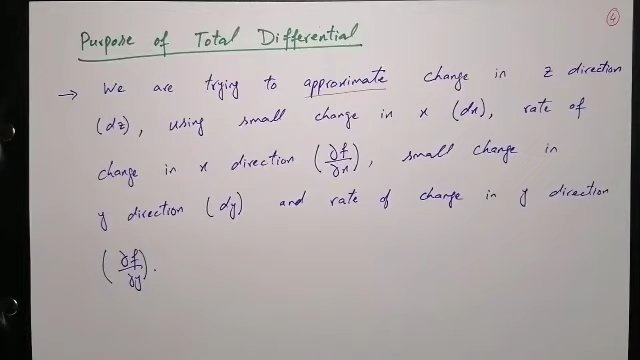 4
Purpose of Total Differential
→ We are trying to approximate change in z direction
(dz), using small change in x (dx), rate of
change in x direction (∂f/∂x), small change in
y direction (dy) and rate of change in y direction
(∂f/∂y).